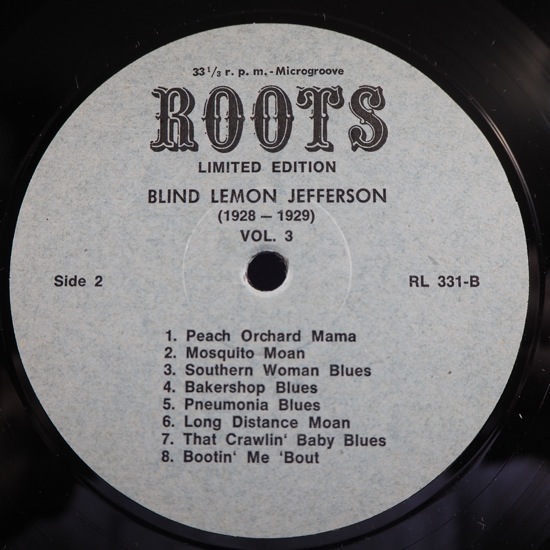 33 1/3 r. p. m.-Microgroove
ROOTS
LIMITED EDITION
BLIND LEMON JEFFERSON
(1928 – 1929)
VOL. 3
Side 2
RL 331-B
1. Peach Orchard Mama
2. Mosquito Moan
3. Southern Woman Blues
4. Bakershop Blues
5. Pneumonia Blues
6. Long Distance Moan
7. That Crawlin‘ Baby Blues
8. Bootin‘ Me ‘Bout